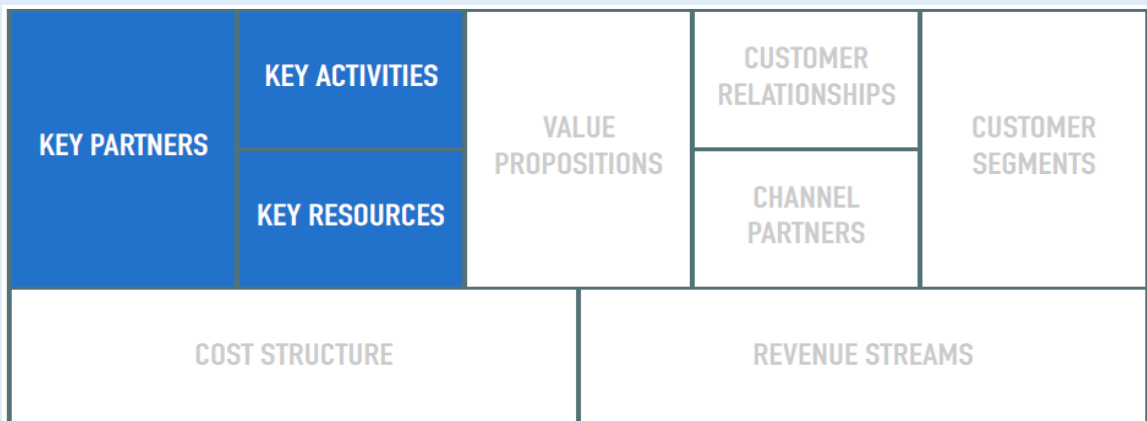 KEY PARTNERS
KEY ACTIVITIES
KEY RESOURCES
VALUE
PROPOSITIONS
CUSTOMER
RELATIONSHIPS
CHANNEL
PARTNERS
CUSTOMER
SEGMENTS
COST STRUCTURE
REVENUE STREAMS